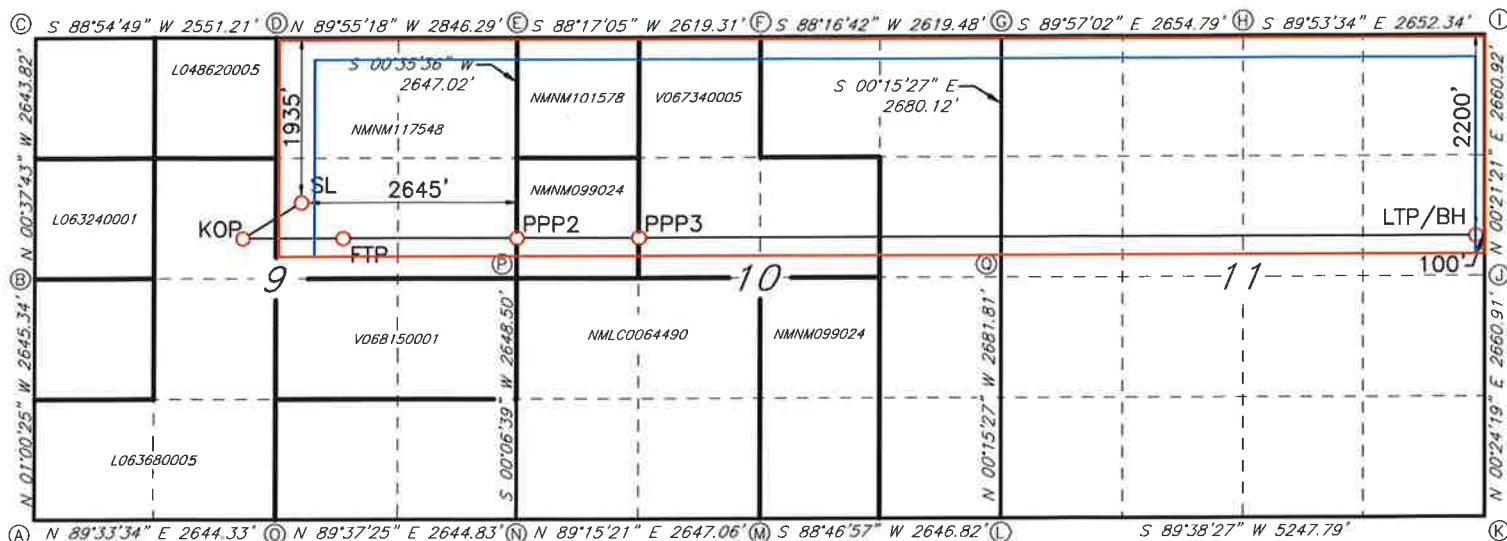 C S 88°54'49" W 2551.21' D N 89°55'18" W 2846.29' E S 88°17'05" W 2619.31' F S 88°16'42" W 2619.48' G S 89°57'02" E 2654.79' H S 89°53'34" E 2652.34' I
N 00°37'43" W 2643.82'
L048620005
1935'
S 00°35'36" W
2647.02'
NMNM117548
NMNM101578
V067340005
S 00°15'27" E
2680.12'
2200'
N 00°21'21" E 2660.92'
L063240001
SL
2645'
NMNM099024
KOP
FTP
PPP2
PPP3
LTP/BH
100'
B
9
P
10
Q
11
J
N 01°00'25" W 2645.34'
V068150001
S 00°06'39 W 2648.50'
NMLC0064490
NMNM099024
N 00°15'27" W 2681.81'
N 00°24'19" E 2660.91'
L063680005
A N 89°33'34" E 2644.33' O N 89°37'25" E 2644.83' N N 89°15'21" E 2647.06' M S 88°46'57" W 2646.82' L S 89°38'27" W 5247.79' K